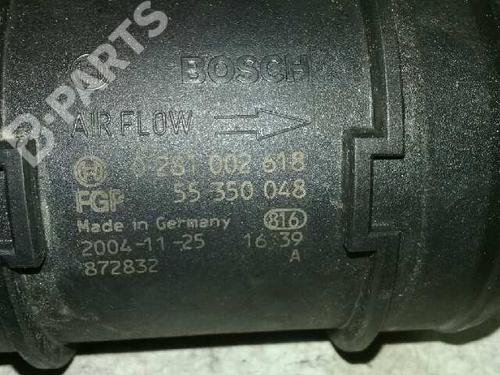 BOSCH
AIR FLOW
0 281 002 618
FGP 55 350 048
Made in Germany 816
2004-11-25 16:39
872832 A
B-PARTS